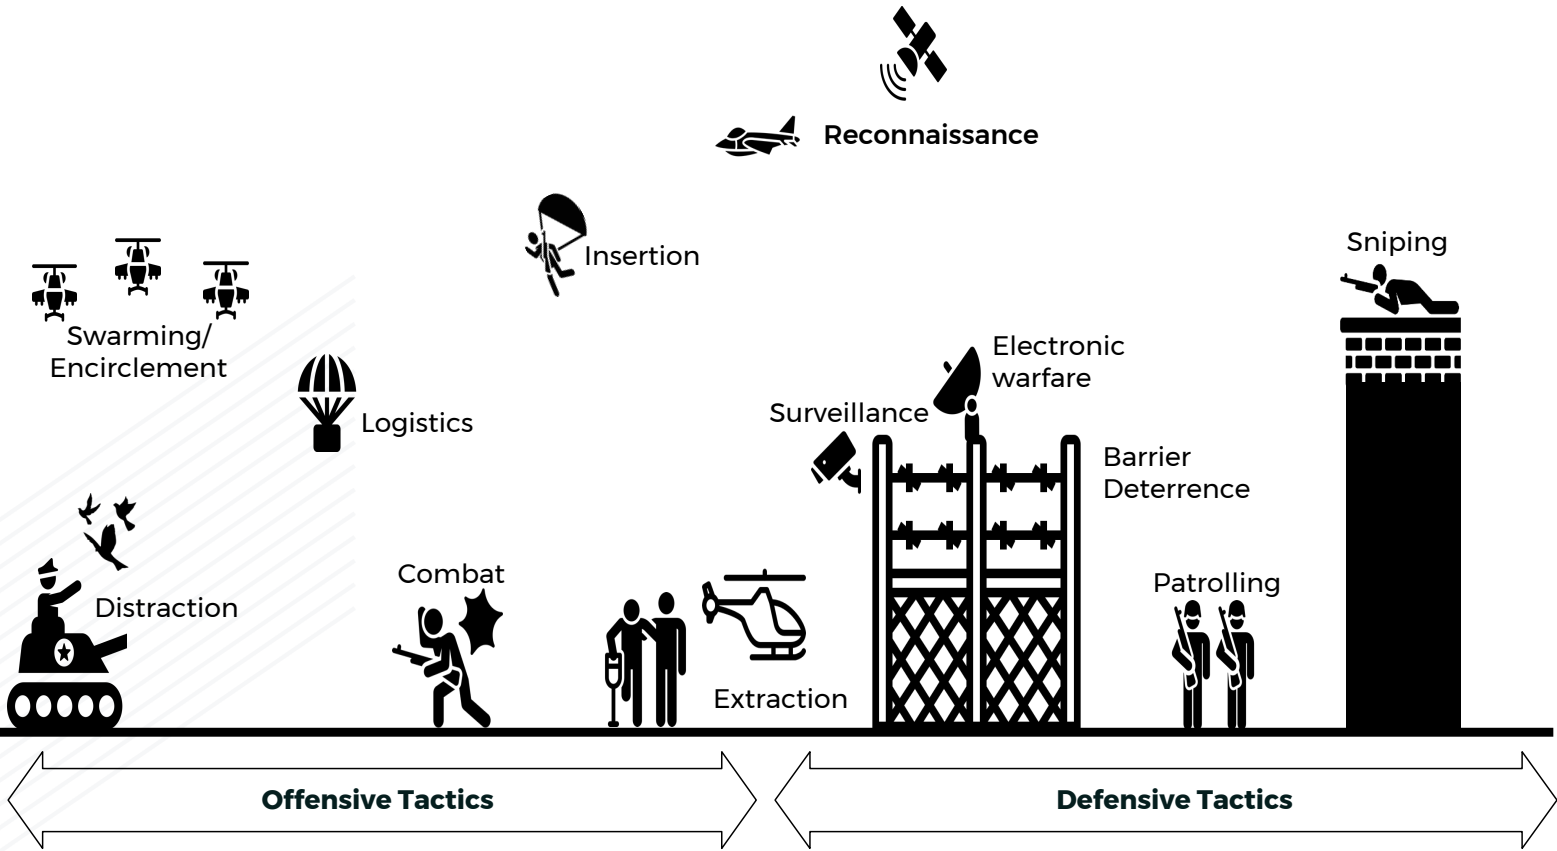 Reconnaissance
Insertion
Sniping
Swarming/
Encirclement
Electronic
warfare
Surveillance
Logistics
Barrier
Deterrence
Combat
Patrolling
Distraction
Extraction
Offensive Tactics
Defensive Tactics